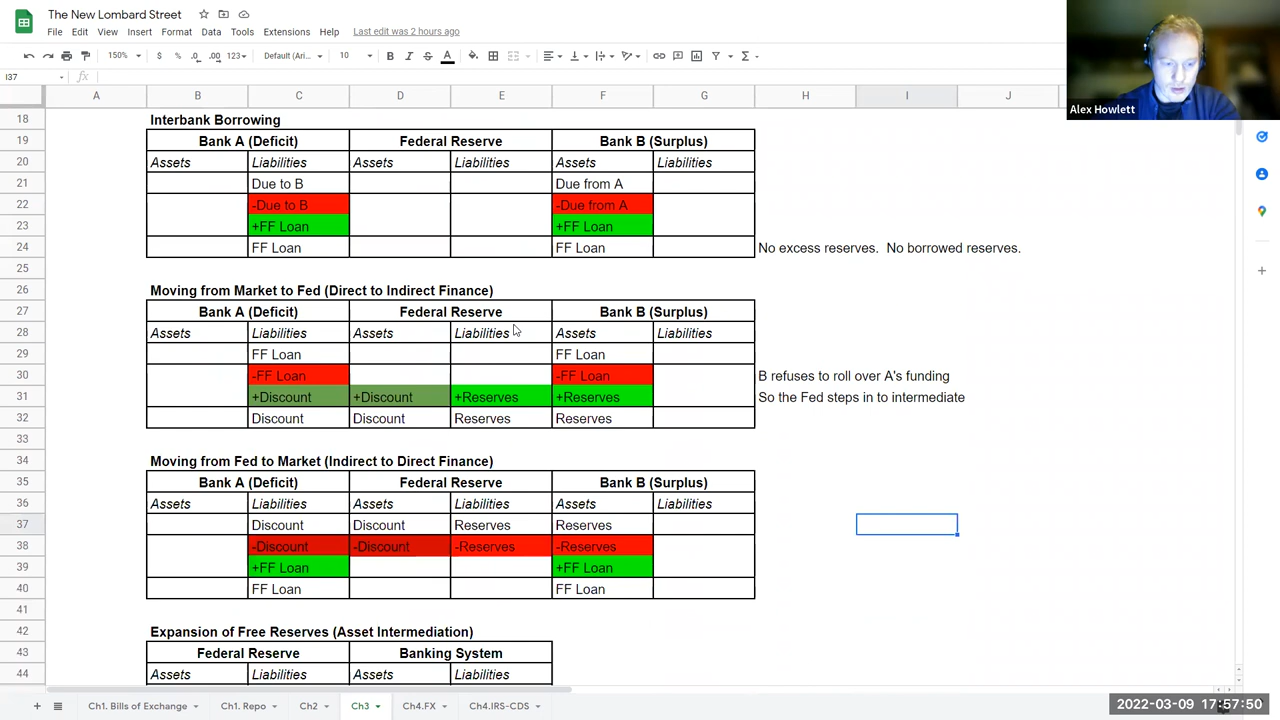 The New Lombard Street
File Edit View Insert Format Data Tools Extensions Help Last edit was 2 hours ago
150% $ % .0 .00 123 Default (Ari... 10 B I S A
I37 fx
A B C D E F G H I J
18 Interbank Borrowing
19 Bank A (Deficit) Federal Reserve Bank B (Surplus)
20 Assets Liabilities Assets Liabilities Assets Liabilities
21 Due to B Due from A
22 -Due to B -Due from A
23 +FF Loan +FF Loan
24 FF Loan FF Loan No excess reserves. No borrowed reserves.
25
26 Moving from Market to Fed (Direct to Indirect Finance)
27 Bank A (Deficit) Federal Reserve Bank B (Surplus)
28 Assets Liabilities Assets Liabilities Assets Liabilities
29 FF Loan FF Loan
30 -FF Loan -FF Loan B refuses to roll over A's funding
31 +Discount +Discount +Reserves +Reserves So the Fed steps in to intermediate
32 Discount Discount Reserves Reserves
33
34 Moving from Fed to Market (Indirect to Direct Finance)
35 Bank A (Deficit) Federal Reserve Bank B (Surplus)
36 Assets Liabilities Assets Liabilities Assets Liabilities
37 Discount Discount Reserves Reserves
38 -Discount -Discount -Reserves -Reserves
39 +FF Loan +FF Loan
40 FF Loan FF Loan
41
42 Expansion of Free Reserves (Asset Intermediation)
43 Federal Reserve Banking System
44 Assets Liabilities Assets Liabilities
Ch1. Bills of Exchange Ch1. Repo Ch2 Ch3 Ch4.FX Ch4.IRS-CDS
Alex Howlett
2022-03-09 17:57:50